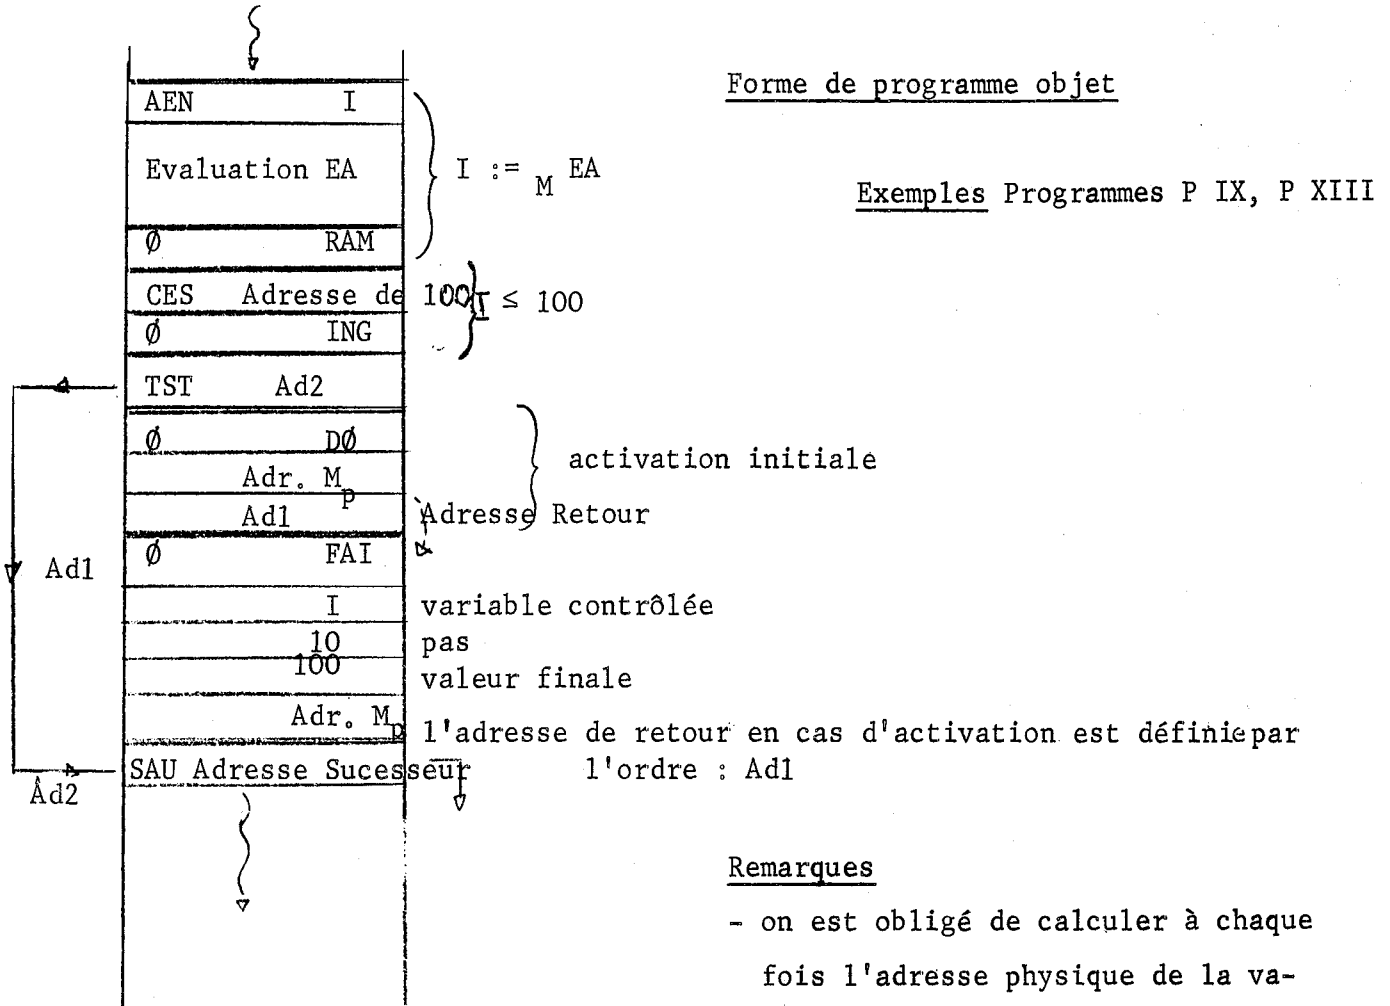 Forme de programme objet
AEN I
Evaluation EA
I := M EA
Exemples Programmes P IX, P XIII
Ø RAM
CES Adresse de 100
I ≤ 100
Ø ING
TST Ad2
Ø DØ
activation initiale
Adr. Mp
Ad1 Adresse Retour
Ø FAI
Ad1
I variable contrôlée
10 pas
100 valeur finale
Adr. Mp l'adresse de retour en cas d'activation est définie par
SAU Adresse Sucesseur l'ordre : Ad1
Ad2
Remarques
- on est obligé de calculer à chaque
fois l'adresse physique de la va-